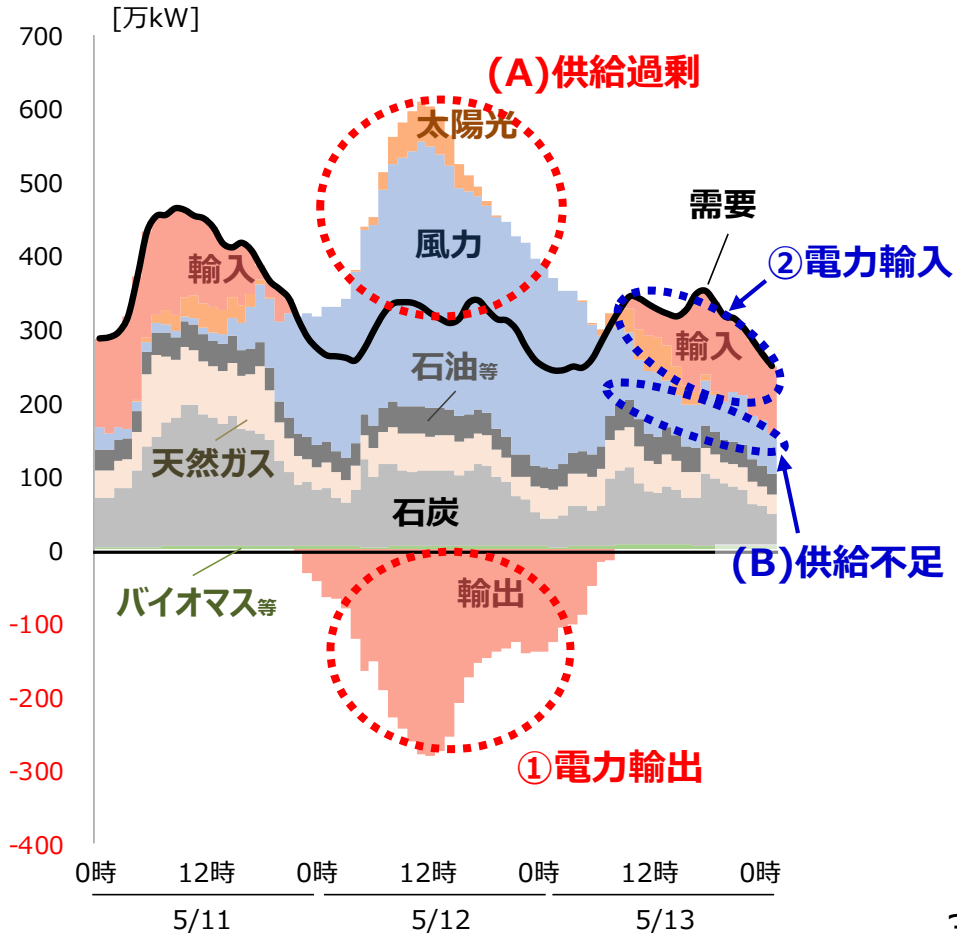 [万kW]
700
600
500
400
300
200
100
0
-100
-200
-300
-400
(A)供給過剰
太陽光
風力
需要
②電力輸入
輸入
輸入
石油等
天然ガス
石炭
(B)供給不足
バイオマス等
輸出
①電力輸出
0時 12時 0時 12時 0時 12時 0時
5/11 5/12 5/13